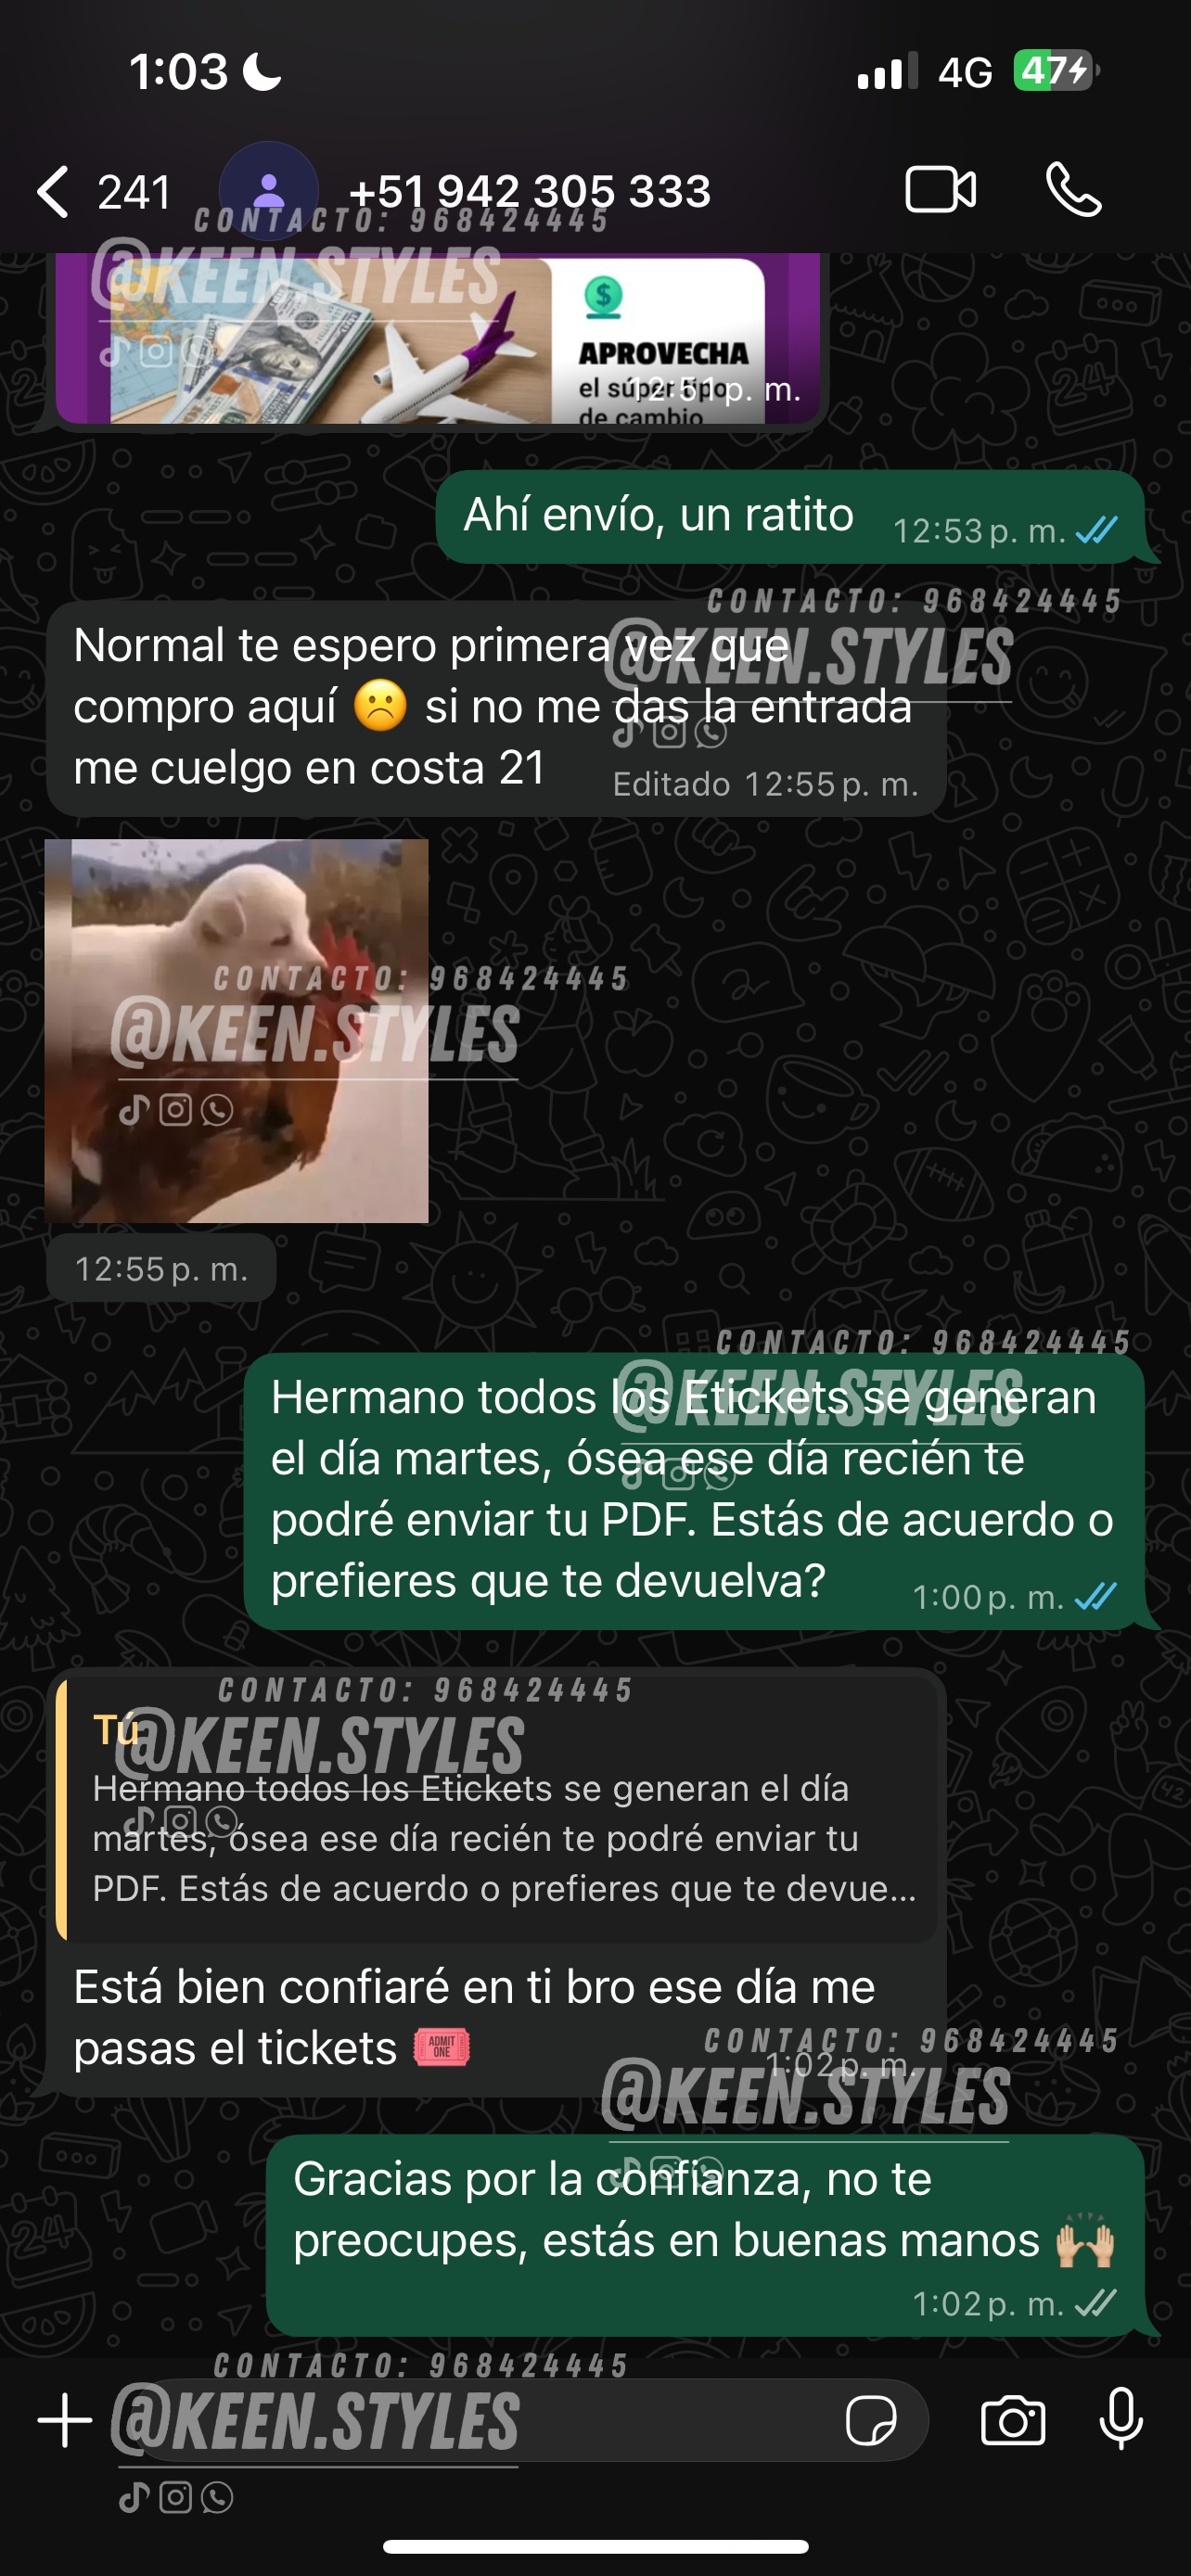 1:03
4G
47
241
+51 942 305 333
CONTACTO: 968424445
@KEEN.STYLES
$
APROVECHA
el súper tipo
de cambio
12:51 p. m.
Ahí envío, un ratito
12:53 p. m.
CONTACTO: 968424445
@KEEN.STYLES
Normal te espero primera vez que
compro aquí ☹️ si no me das la entrada
me cuelgo en costa 21
Editado 12:55 p. m.
CONTACTO: 968424445
@KEEN.STYLES
12:55 p. m.
CONTACTO: 968424445
@KEEN.STYLES
Hermano todos los Etickets se generan
el día martes, ósea ese día recién te
podré enviar tu PDF. Estás de acuerdo o
prefieres que te devuelva?
1:00 p. m.
CONTACTO: 968424445
@KEEN.STYLES
Tú
Hermano todos los Etickets se generan el día
martes, ósea ese día recién te podré enviar tu
PDF. Estás de acuerdo o prefieres que te devue...
Está bien confiaré en ti bro ese día me
pasas el tickets 🎟️
1:02 p. m.
CONTACTO: 968424445
@KEEN.STYLES
Gracias por la confianza, no te
preocupes, estás en buenas manos 🙌🏼
1:02 p. m.
CONTACTO: 968424445
@KEEN.STYLES